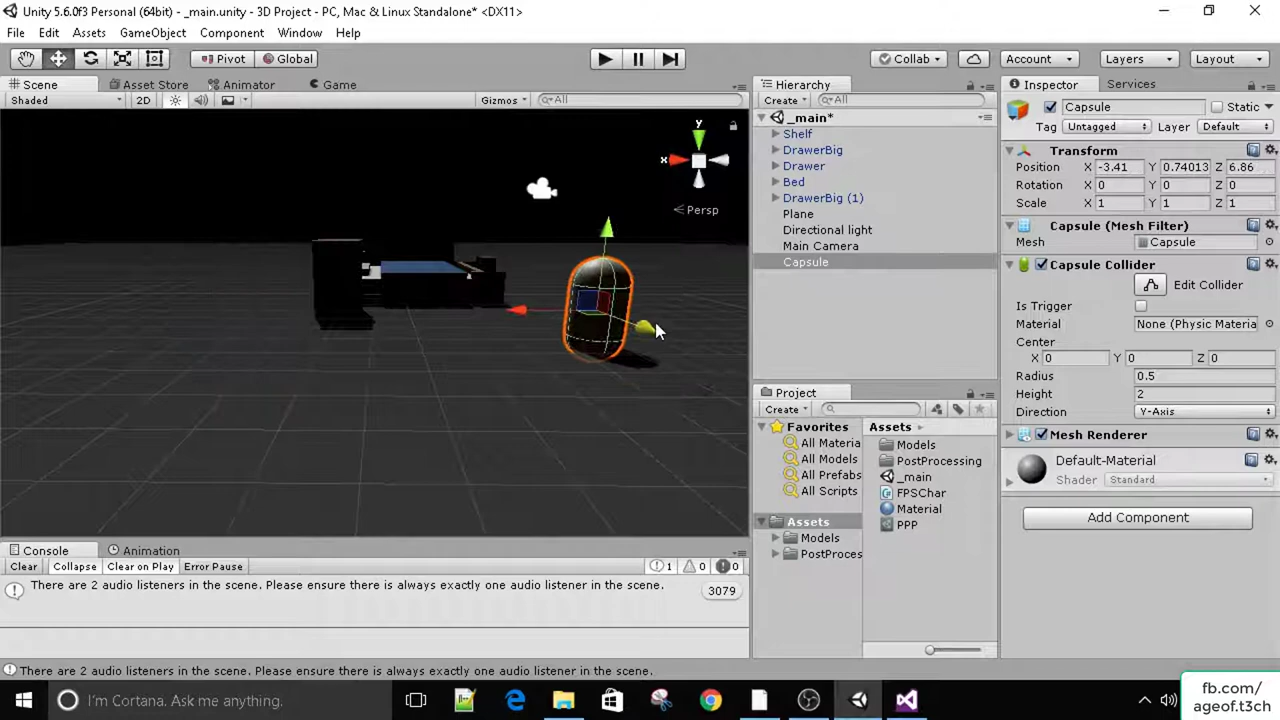 Unity 5.6.0f3 Personal (64bit) - _main.unity - 3D Project - PC, Mac & Linux Standalone* <DX11>
File Edit Assets GameObject Component Window Help
Pivot Global Collab Account Layers Layout
Scene Asset Store Animator Game
Shaded 2D Gizmos All
y
x
Persp
Hierarchy
Create All
_main*
Shelf
DrawerBig
Drawer
Bed
DrawerBig (1)
Plane
Directional light
Main Camera
Capsule
Project
Create
Favorites
All Materia
All Models
All Prefabs
All Scripts
Assets
Models
PostProces
Assets
Models
PostProcessing
_main
FPSChar
Material
PPP
Inspector Services
Capsule Static
Tag Untagged Layer Default
Transform
Position X -3.41 Y 0.74013 Z 6.86
Rotation X 0 Y 0 Z 0
Scale X 1 Y 1 Z 1
Capsule (Mesh Filter)
Mesh Capsule
Capsule Collider
Edit Collider
Is Trigger
Material None (Physic Materia
Center
X 0 Y 0 Z 0
Radius 0.5
Height 2
Direction Y-Axis
Mesh Renderer
Default-Material
Shader Standard
Add Component
Console Animation
Clear Collapse Clear on Play Error Pause 1 0 0
There are 2 audio listeners in the scene. Please ensure there is always exactly one audio listener in the scene. 3079
There are 2 audio listeners in the scene. Please ensure there is always exactly one audio listener in the scene.
I'm Cortana. Ask me anything.
fb.com/
ageof.t3ch